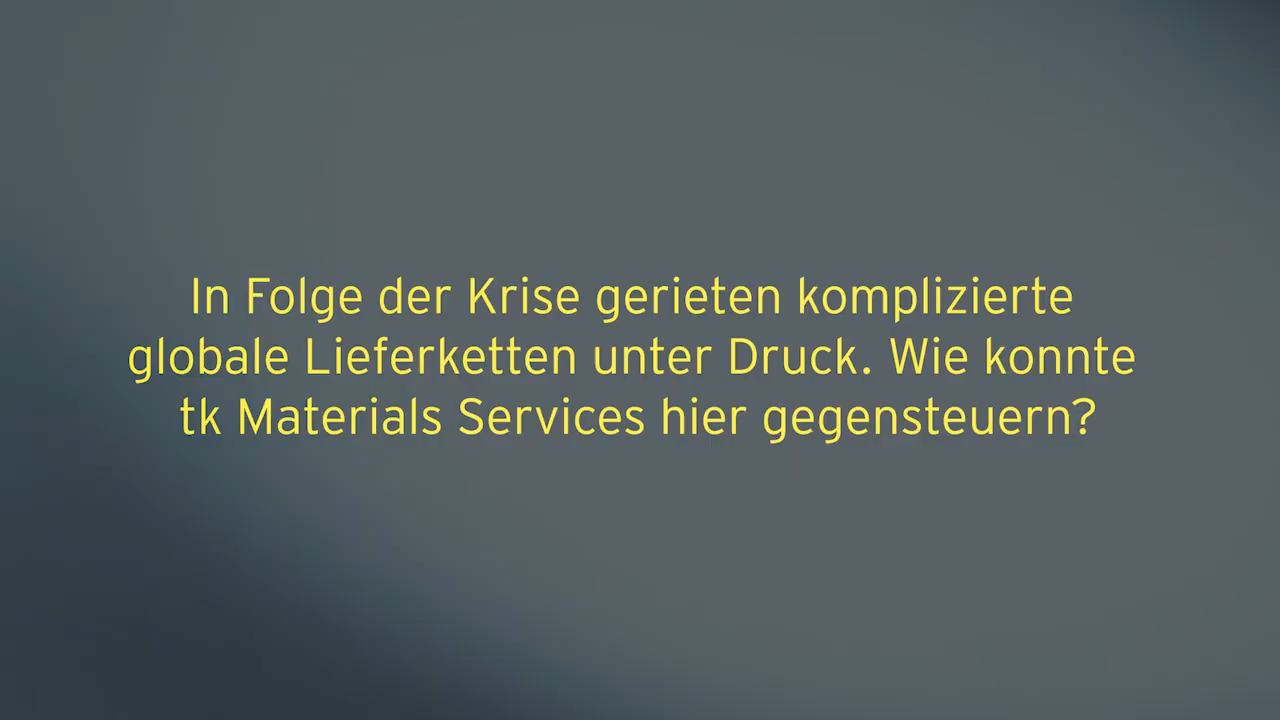 In Folge der Krise gerieten komplizierte
globale Lieferketten unter Druck. Wie konnte
tk Materials Services hier gegensteuern?